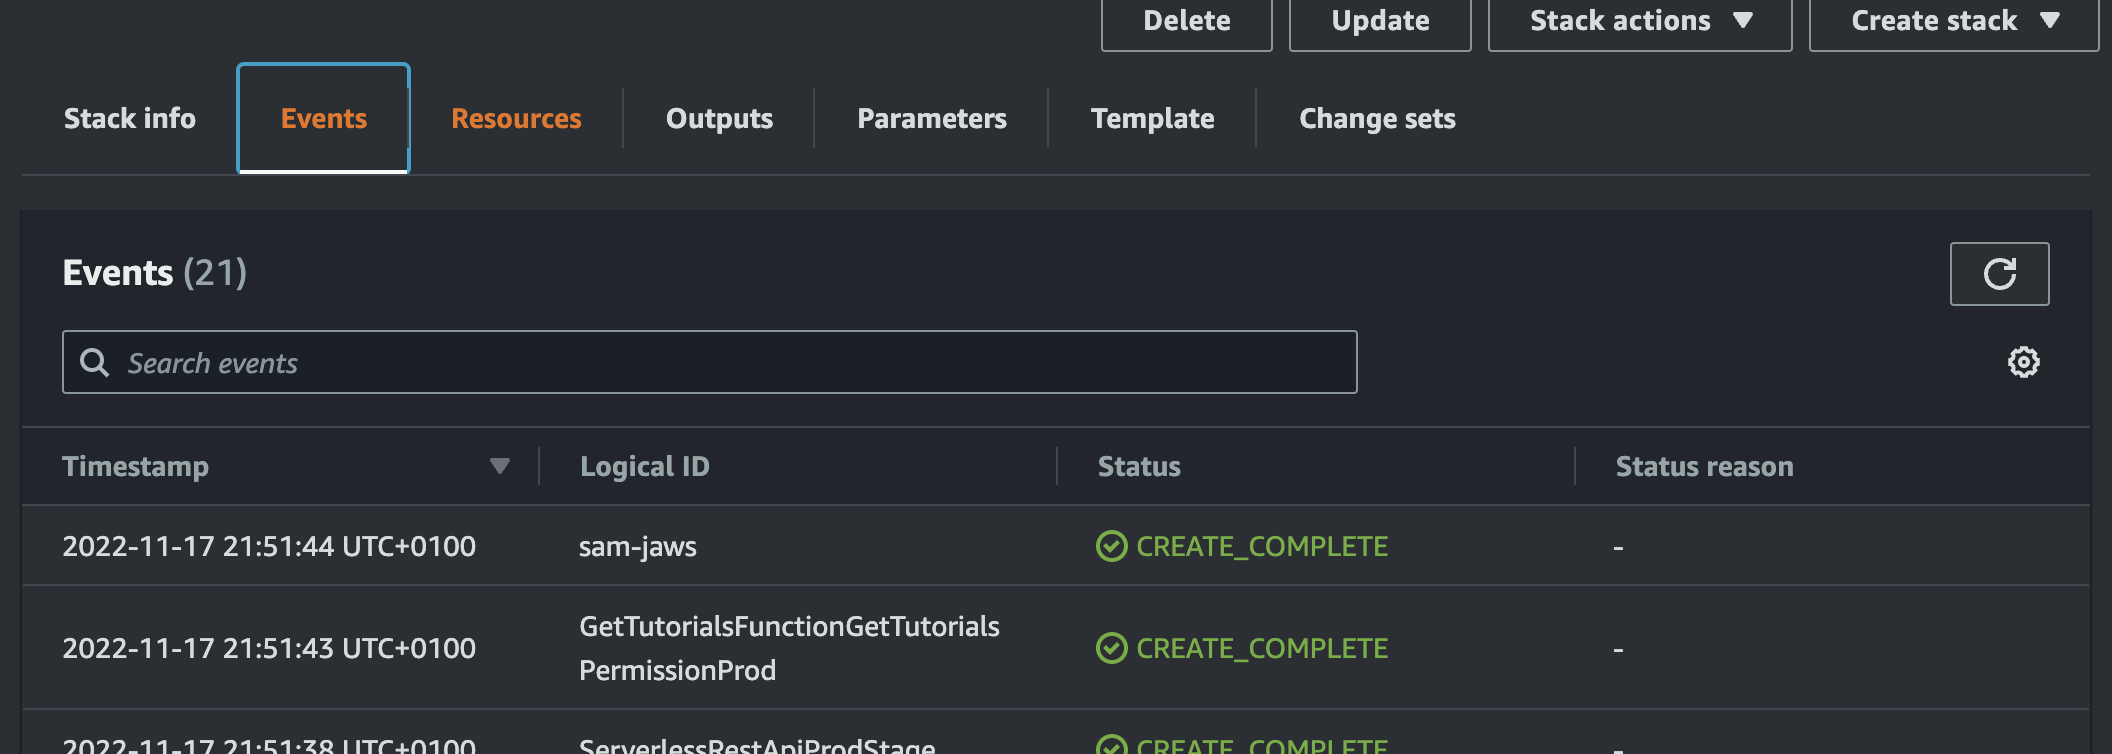 Delete Update Stack actions Create stack
Stack info Events Resources Outputs Parameters Template Change sets
Events (21)
Search events
Timestamp Logical ID Status Status reason
2022-11-17 21:51:44 UTC+0100 sam-jaws CREATE_COMPLETE -
GetTutorialsFunctionGetTutorials
2022-11-17 21:51:43 UTC+0100 CREATE_COMPLETE -
PermissionProd
2022-11-17 21:51:38 UTC+0100 ServerlessRestApiProdStage CREATE_COMPLETE -